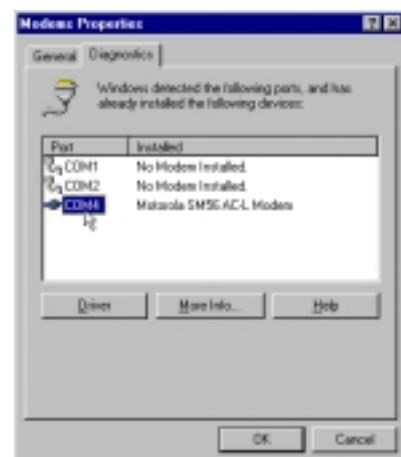 Modems Properties
General Diagnostics
Windows detected the following ports, and has
already installed the following devices:
Port Installed
COM1 No Modem Installed.
COM2 No Modem Installed.
COM4 Motorola SM56 AC-L Modem
Driver More Info... Help
OK Cancel